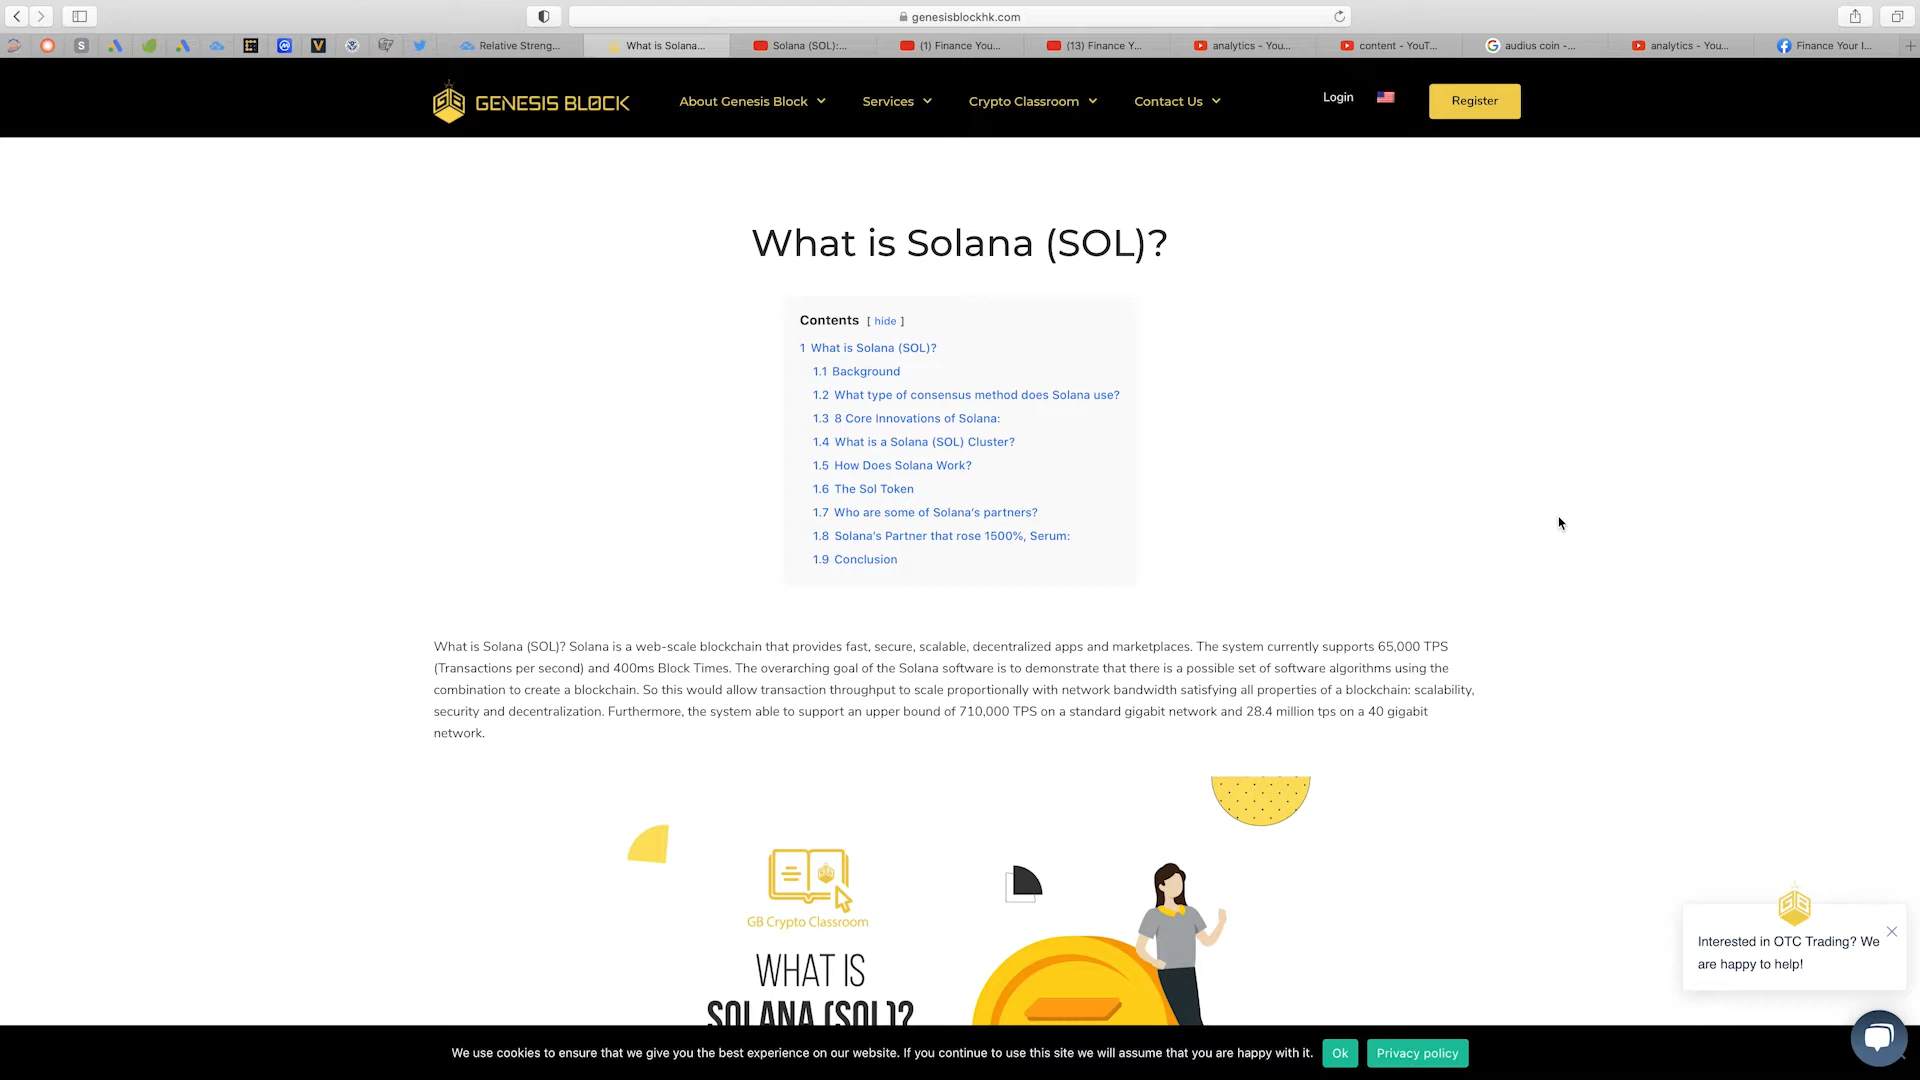 genesisblockhk.com
S
V
Relative Streng...
What is Solana...
Solana (SOL):...
(1) Finance You...
(13) Finance Y...
analytics - You...
content - YouT...
audius coin -...
analytics - You...
Finance Your I...
GENESIS BLOCK
About Genesis Block
Services
Crypto Classroom
Contact Us
Login
Register
What is Solana (SOL)?
Contents [ hide ]
1 What is Solana (SOL)?
1.1 Background
1.2 What type of consensus method does Solana use?
1.3 8 Core Innovations of Solana:
1.4 What is a Solana (SOL) Cluster?
1.5 How Does Solana Work?
1.6 The Sol Token
1.7 Who are some of Solana's partners?
1.8 Solana's Partner that rose 1500%, Serum:
1.9 Conclusion
What is Solana (SOL)? Solana is a web-scale blockchain that provides fast, secure, scalable, decentralized apps and marketplaces. The system currently supports 65,000 TPS
(Transactions per second) and 400ms Block Times. The overarching goal of the Solana software is to demonstrate that there is a possible set of software algorithms using the
combination to create a blockchain. So this would allow transaction throughput to scale proportionally with network bandwidth satisfying all properties of a blockchain: scalability,
security and decentralization. Furthermore, the system able to support an upper bound of 710,000 TPS on a standard gigabit network and 28.4 million tps on a 40 gigabit
network.
GB Crypto Classroom
WHAT IS
SOLANA (SOL)?
Interested in OTC Trading? We
are happy to help!
We use cookies to ensure that we give you the best experience on our website. If you continue to use this site we will assume that you are happy with it.
Ok
Privacy policy